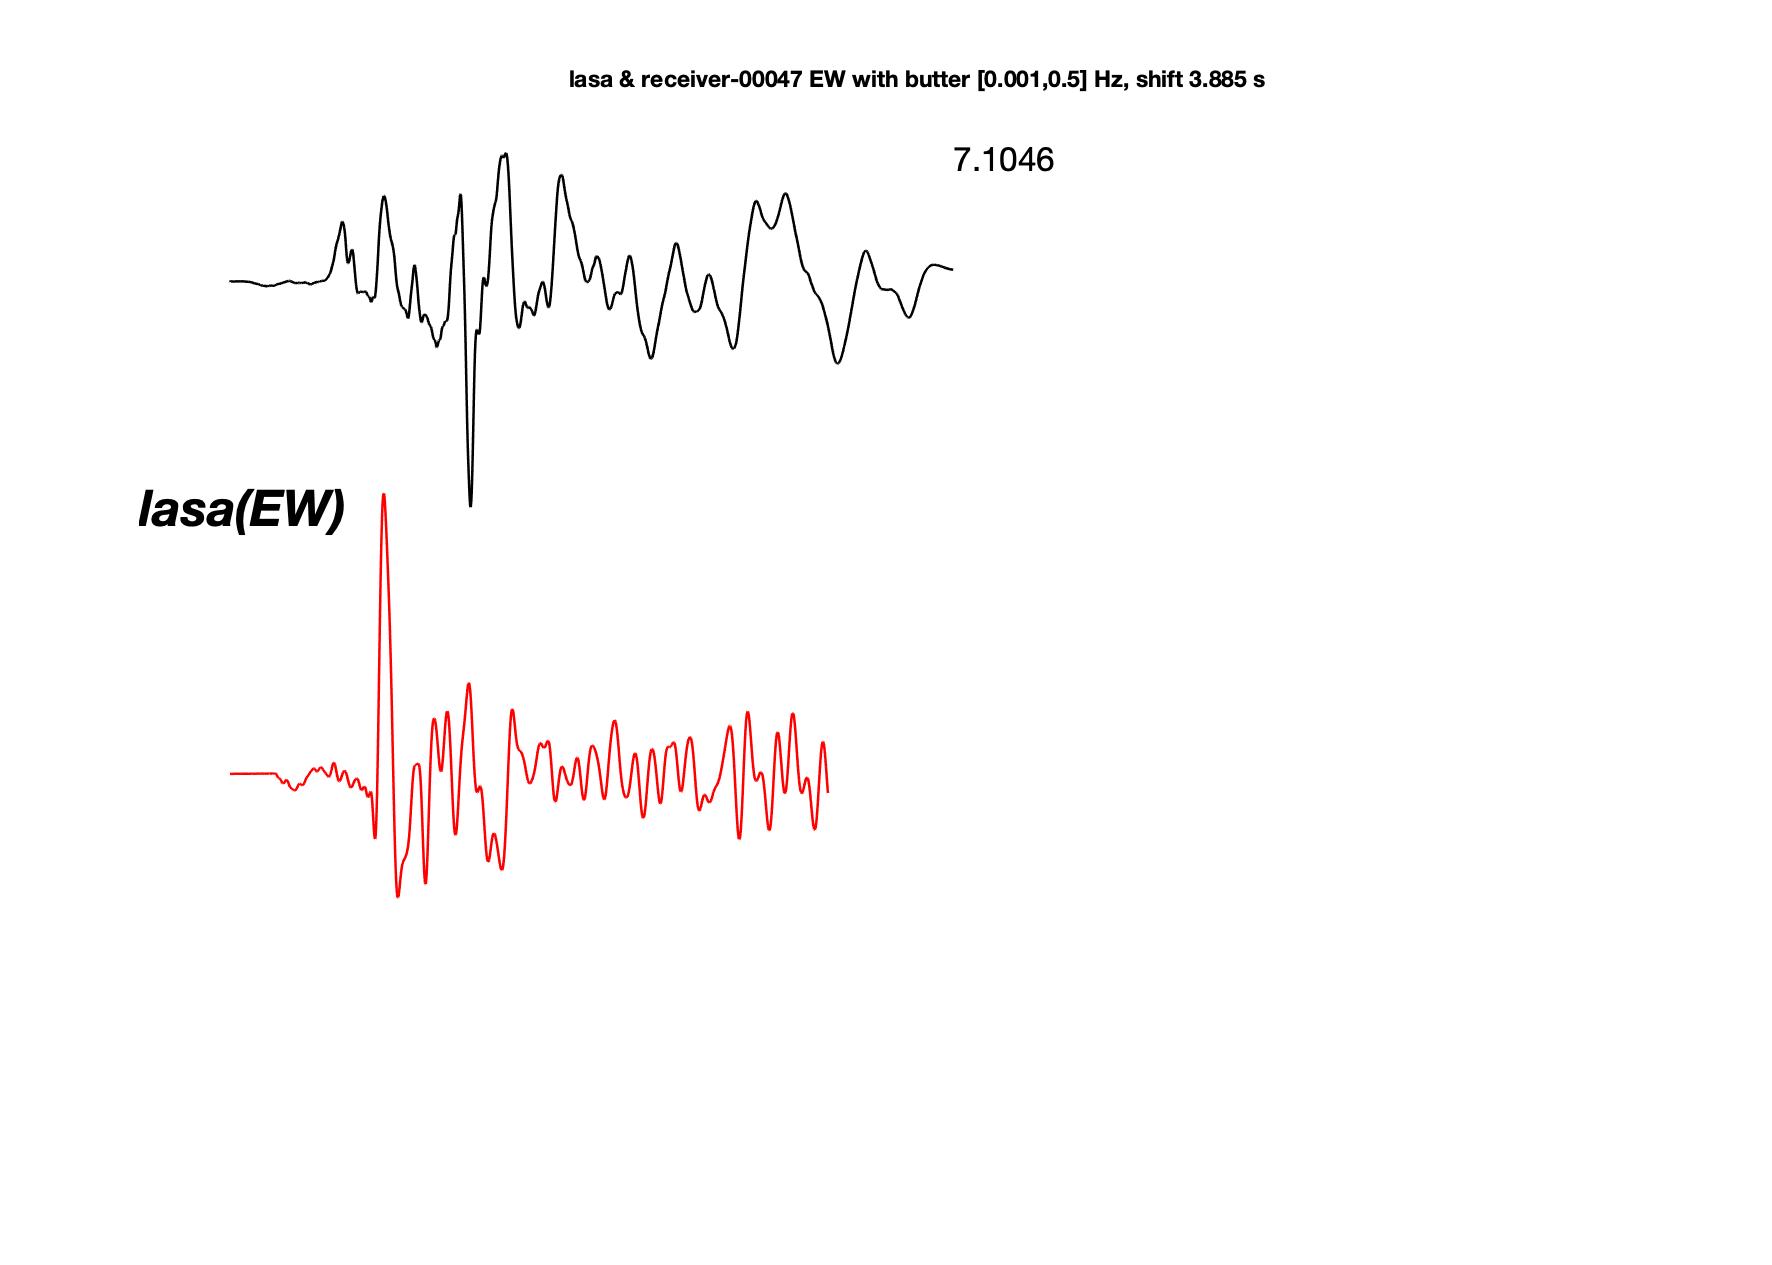 lasa & receiver-00047 EW with butter [0.001,0.5] Hz, shift 3.885 s
7.1046
lasa(EW)